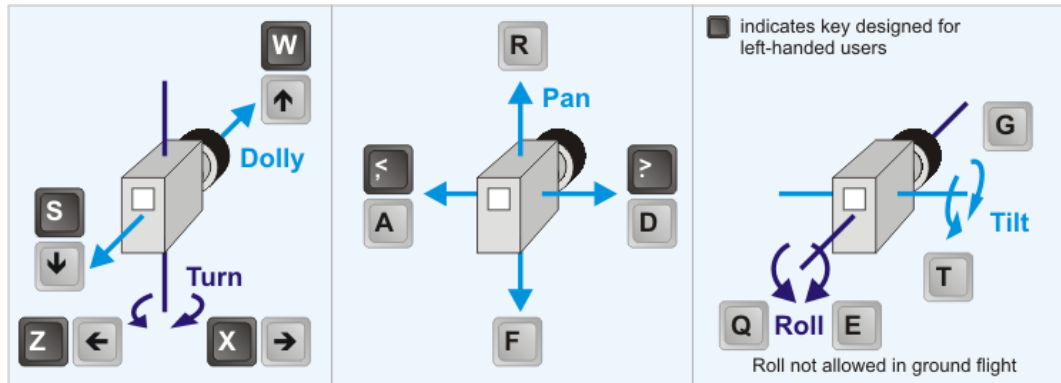 W
↑
Dolly
S
↓
Turn
Z
←
X
→
R
Pan
<
,
A
?
D
F
indicates key designed for
left-handed users
G
Tilt
T
Q
Roll
E
Roll not allowed in ground flight